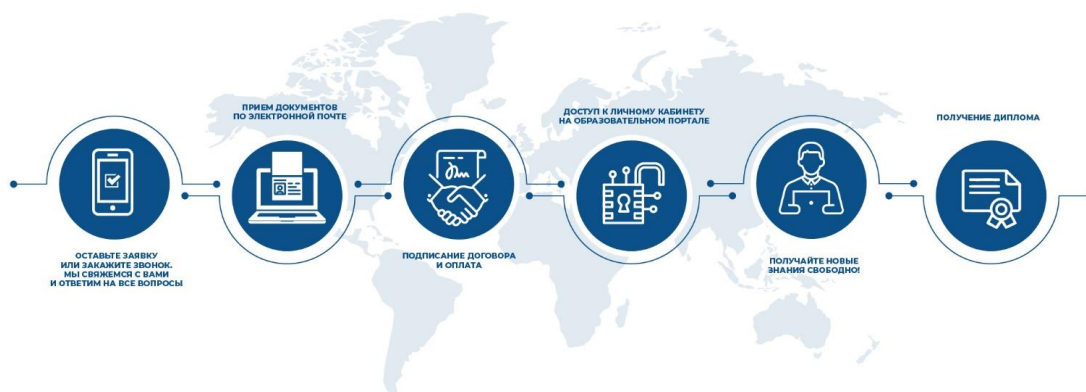 ОСТАВЬТЕ ЗАЯВКУ
ИЛИ ЗАКАЖИТЕ ЗВОНОК.
МЫ СВЯЖЕМСЯ С ВАМИ
И ОТВЕТИМ НА ВСЕ ВОПРОСЫ
ПРИЕМ ДОКУМЕНТОВ
ПО ЭЛЕКТРОННОЙ ПОЧТЕ
ПОДПИСАНИЕ ДОГОВОРА
И ОПЛАТА
ДОСТУП К ЛИЧНОМУ КАБИНЕТУ
НА ОБРАЗОВАТЕЛЬНОМ ПОРТАЛЕ
ПОЛУЧАЙТЕ НОВЫЕ
ЗНАНИЯ СВОБОДНО!
ПОЛУЧЕНИЕ ДИПЛОМА